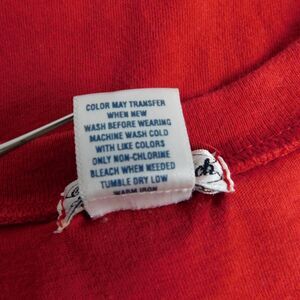 COLOR MAY TRANSFER
WHEN NEW
WASH BEFORE WEARING
MACHINE WASH COLD
WITH LIKE COLORS
ONLY NON-CHLORINE
BLEACH WHEN NEEDED
TUMBLE DRY LOW
WARM IRON